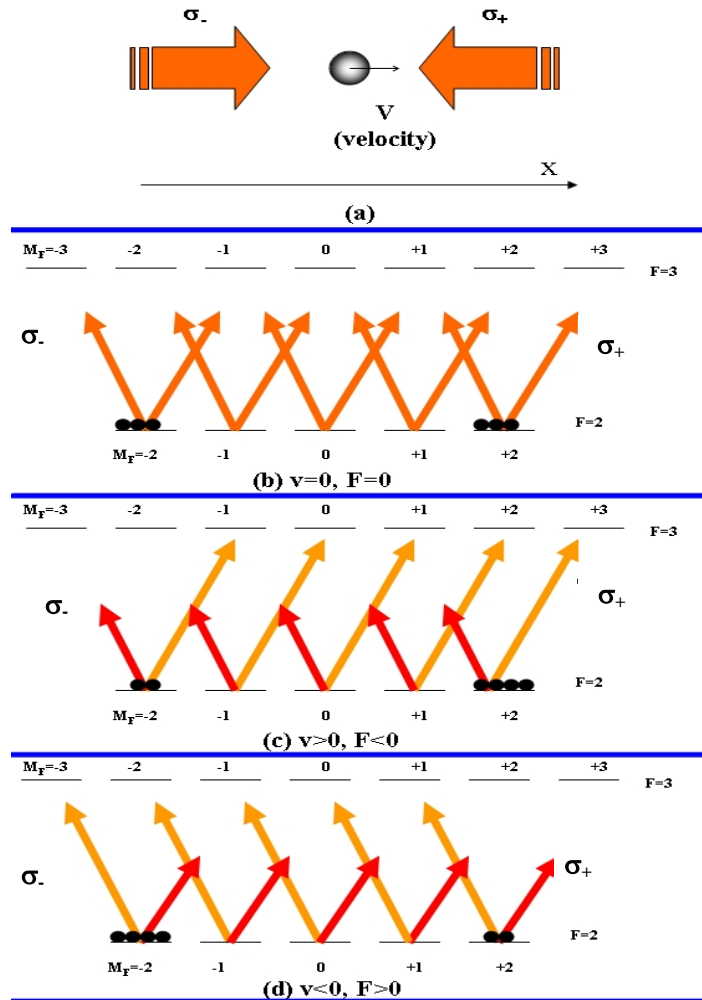 σ- σ+
V
(velocity)
X
(a)
MF=-3 -2 -1 0 +1 +2 +3
F=3
σ- σ+
F=2
MF=-2 -1 0 +1 +2
(b) v=0, F=0
MF=-3 -2 -1 0 +1 +2 +3
F=3
σ- σ+
F=2
MF=-2 -1 0 +1 +2
(c) v>0, F<0
MF=-3 -2 -1 0 +1 +2 +3
F=3
σ- σ+
F=2
MF=-2 -1 0 +1 +2
(d) v<0, F>0